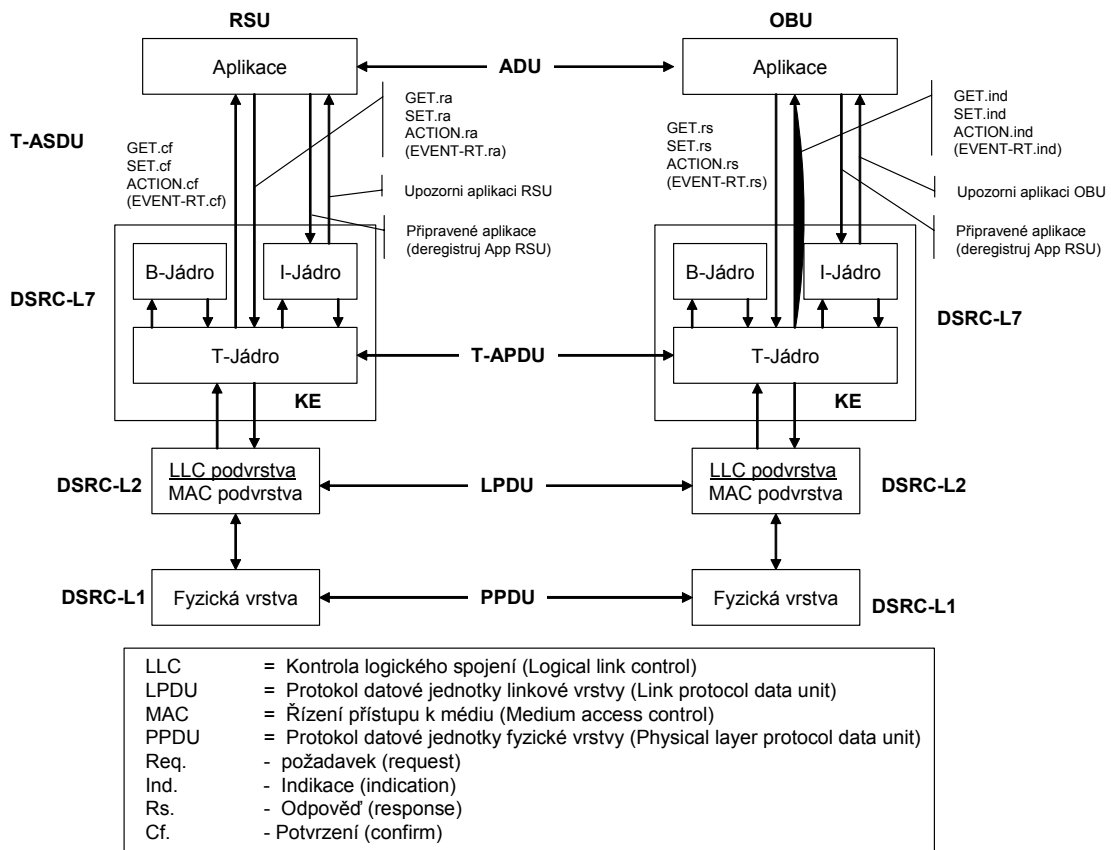 RSU
OBU
Aplikace
ADU
Aplikace
T-ASDU
GET.cf
SET.cf
ACTION.cf
(EVENT-RT.cf)
GET.ra
SET.ra
ACTION.ra
(EVENT-RT.ra)
Upozorni aplikaci RSU
Připravené aplikace
(deregistruj App RSU)
GET.rs
SET.rs
ACTION.rs
(EVENT-RT.rs)
GET.ind
SET.ind
ACTION.ind
(EVENT-RT.ind)
Upozorni aplikaci OBU
Připravené aplikace
(deregistruj App RSU)
DSRC-L7
B-Jádro
I-Jádro
T-Jádro
KE
T-APDU
B-Jádro
I-Jádro
T-Jádro
KE
DSRC-L7
DSRC-L2
LLC podvrstva
MAC podvrstva
LPDU
LLC podvrstva
MAC podvrstva
DSRC-L2
DSRC-L1
Fyzická vrstva
PPDU
Fyzická vrstva
DSRC-L1
LLC = Kontrola logického spojení (Logical link control)
LPDU = Protokol datové jednotky linkové vrstvy (Link protocol data unit)
MAC = Řízení přístupu k médiu (Medium access control)
PPDU = Protokol datové jednotky fyzické vrstvy (Physical layer protocol data unit)
Req. - požadavek (request)
Ind. - Indikace (indication)
Rs. - Odpověď (response)
Cf. - Potvrzení (confirm)